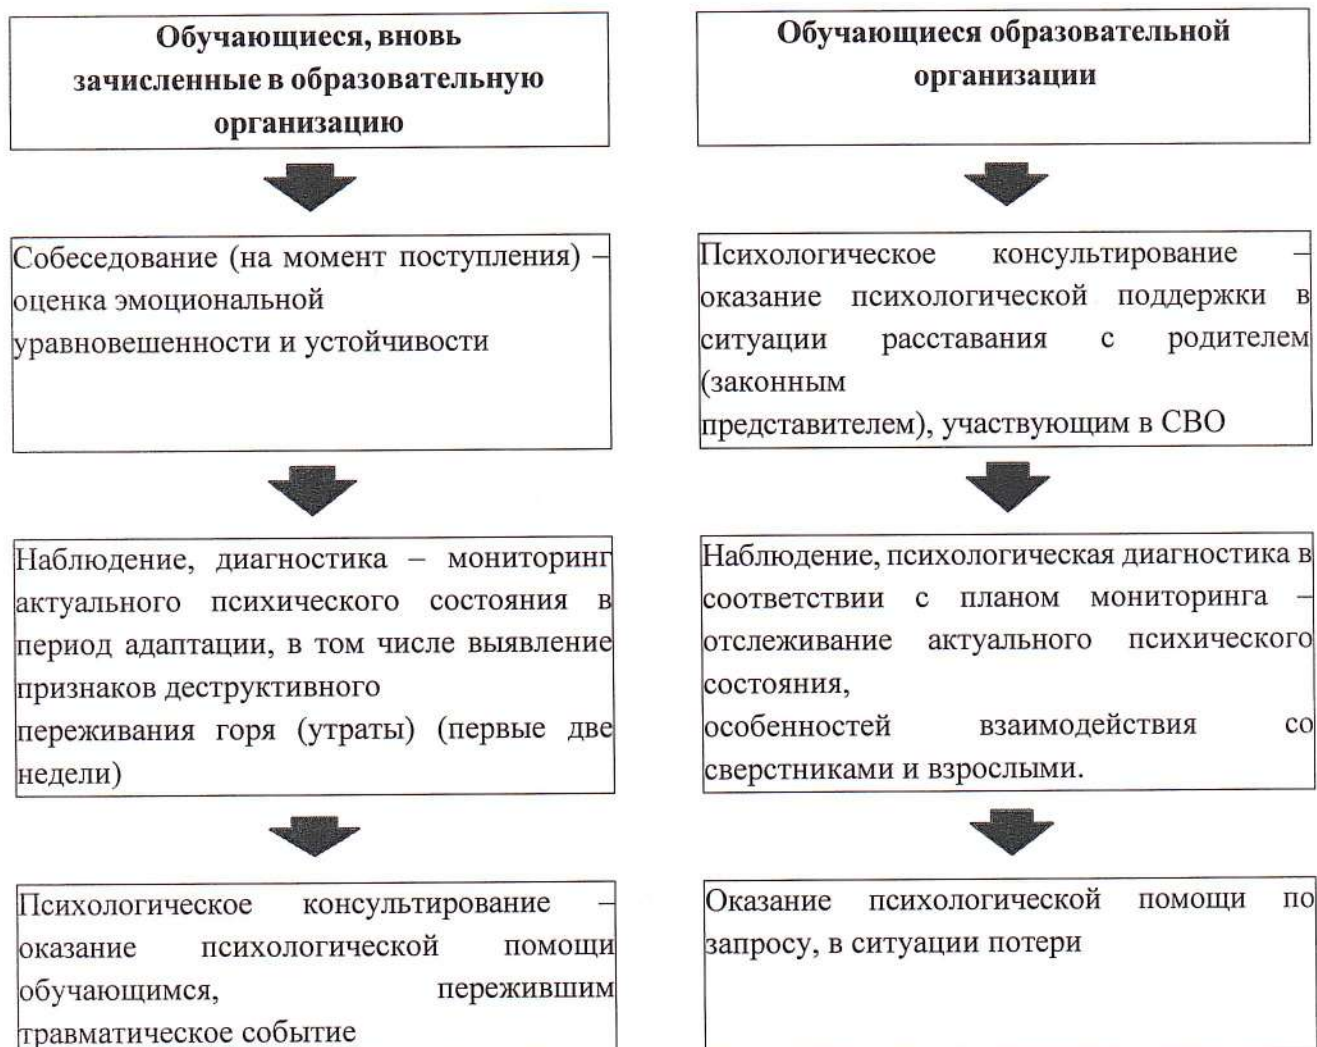 Обучающиеся, вновь
зачисленные в образовательную
организацию
Собеседование (на момент поступления) –
оценка эмоциональной
уравновешенности и устойчивости
Наблюдение, диагностика – мониторинг
актуального психического состояния в
период адаптации, в том числе выявление
признаков деструктивного
переживания горя (утраты) (первые две
недели)
Психологическое консультирование –
оказание психологической помощи
обучающимся, пережившим
травматическое событие
Обучающиеся образовательной
организации
Психологическое консультирование –
оказание психологической поддержки в
ситуации расставания с родителем
(законным
представителем), участвующим в СВО
Наблюдение, психологическая диагностика в
соответствии с планом мониторинга –
отслеживание актуального психического
состояния,
особенностей взаимодействия со
сверстниками и взрослыми.
Оказание психологической помощи по
запросу, в ситуации потери